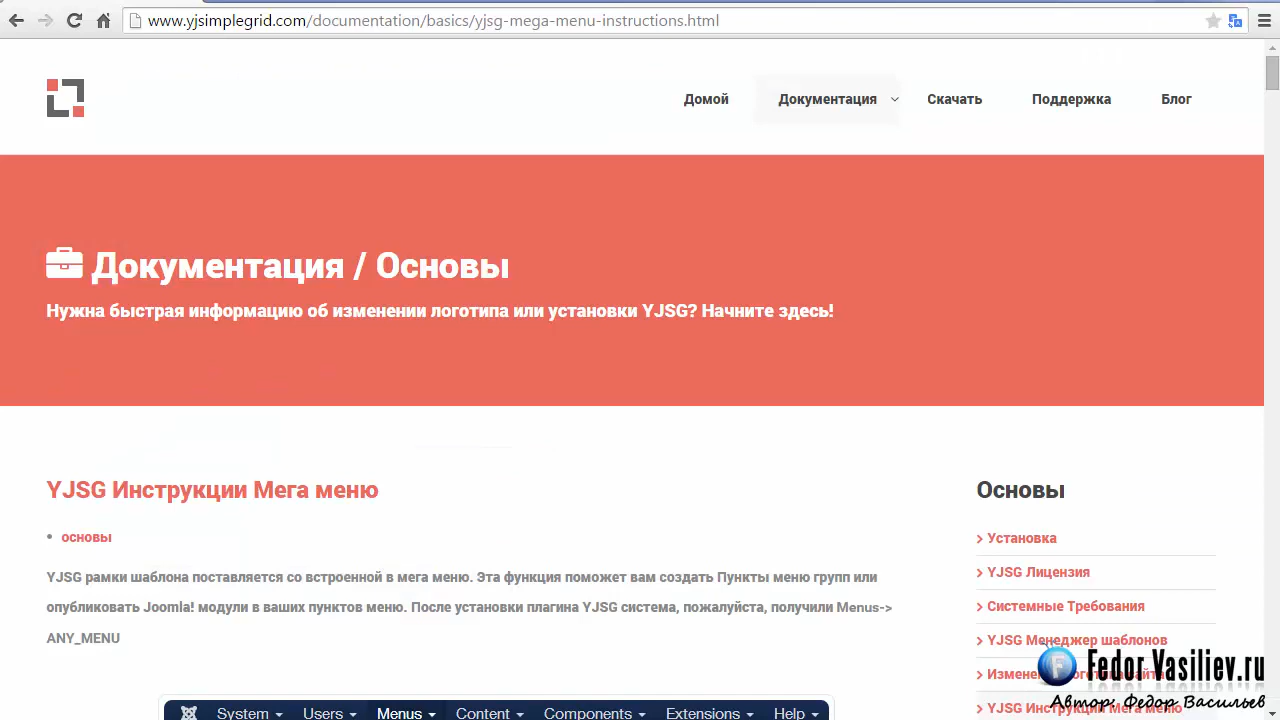 www.yjsimplegrid.com/documentation/basics/yjsg-mega-menu-instructions.html
Домой Документация Скачать Поддержка Блог
Документация / Основы
Нужна быстрая информацию об изменении логотипа или установки YJSG? Начните здесь!
YJSG Инструкции Мега меню
основы
YJSG рамки шаблона поставляется со встроенной в мега меню. Эта функция поможет вам создать Пункты меню групп или
опубликовать Joomla! модули в ваших пунктов меню. После установки плагина YJSG система, пожалуйста, получили Menus->
ANY_MENU
System Users Menus Content Components Extensions Help
Основы
Установка
YJSG Лицензия
Системные Требования
YJSG Менеджер шаблонов
YJSG Инструкции Мега меню
Fedor Vasiliev.ru
Автор: Федор Васильев